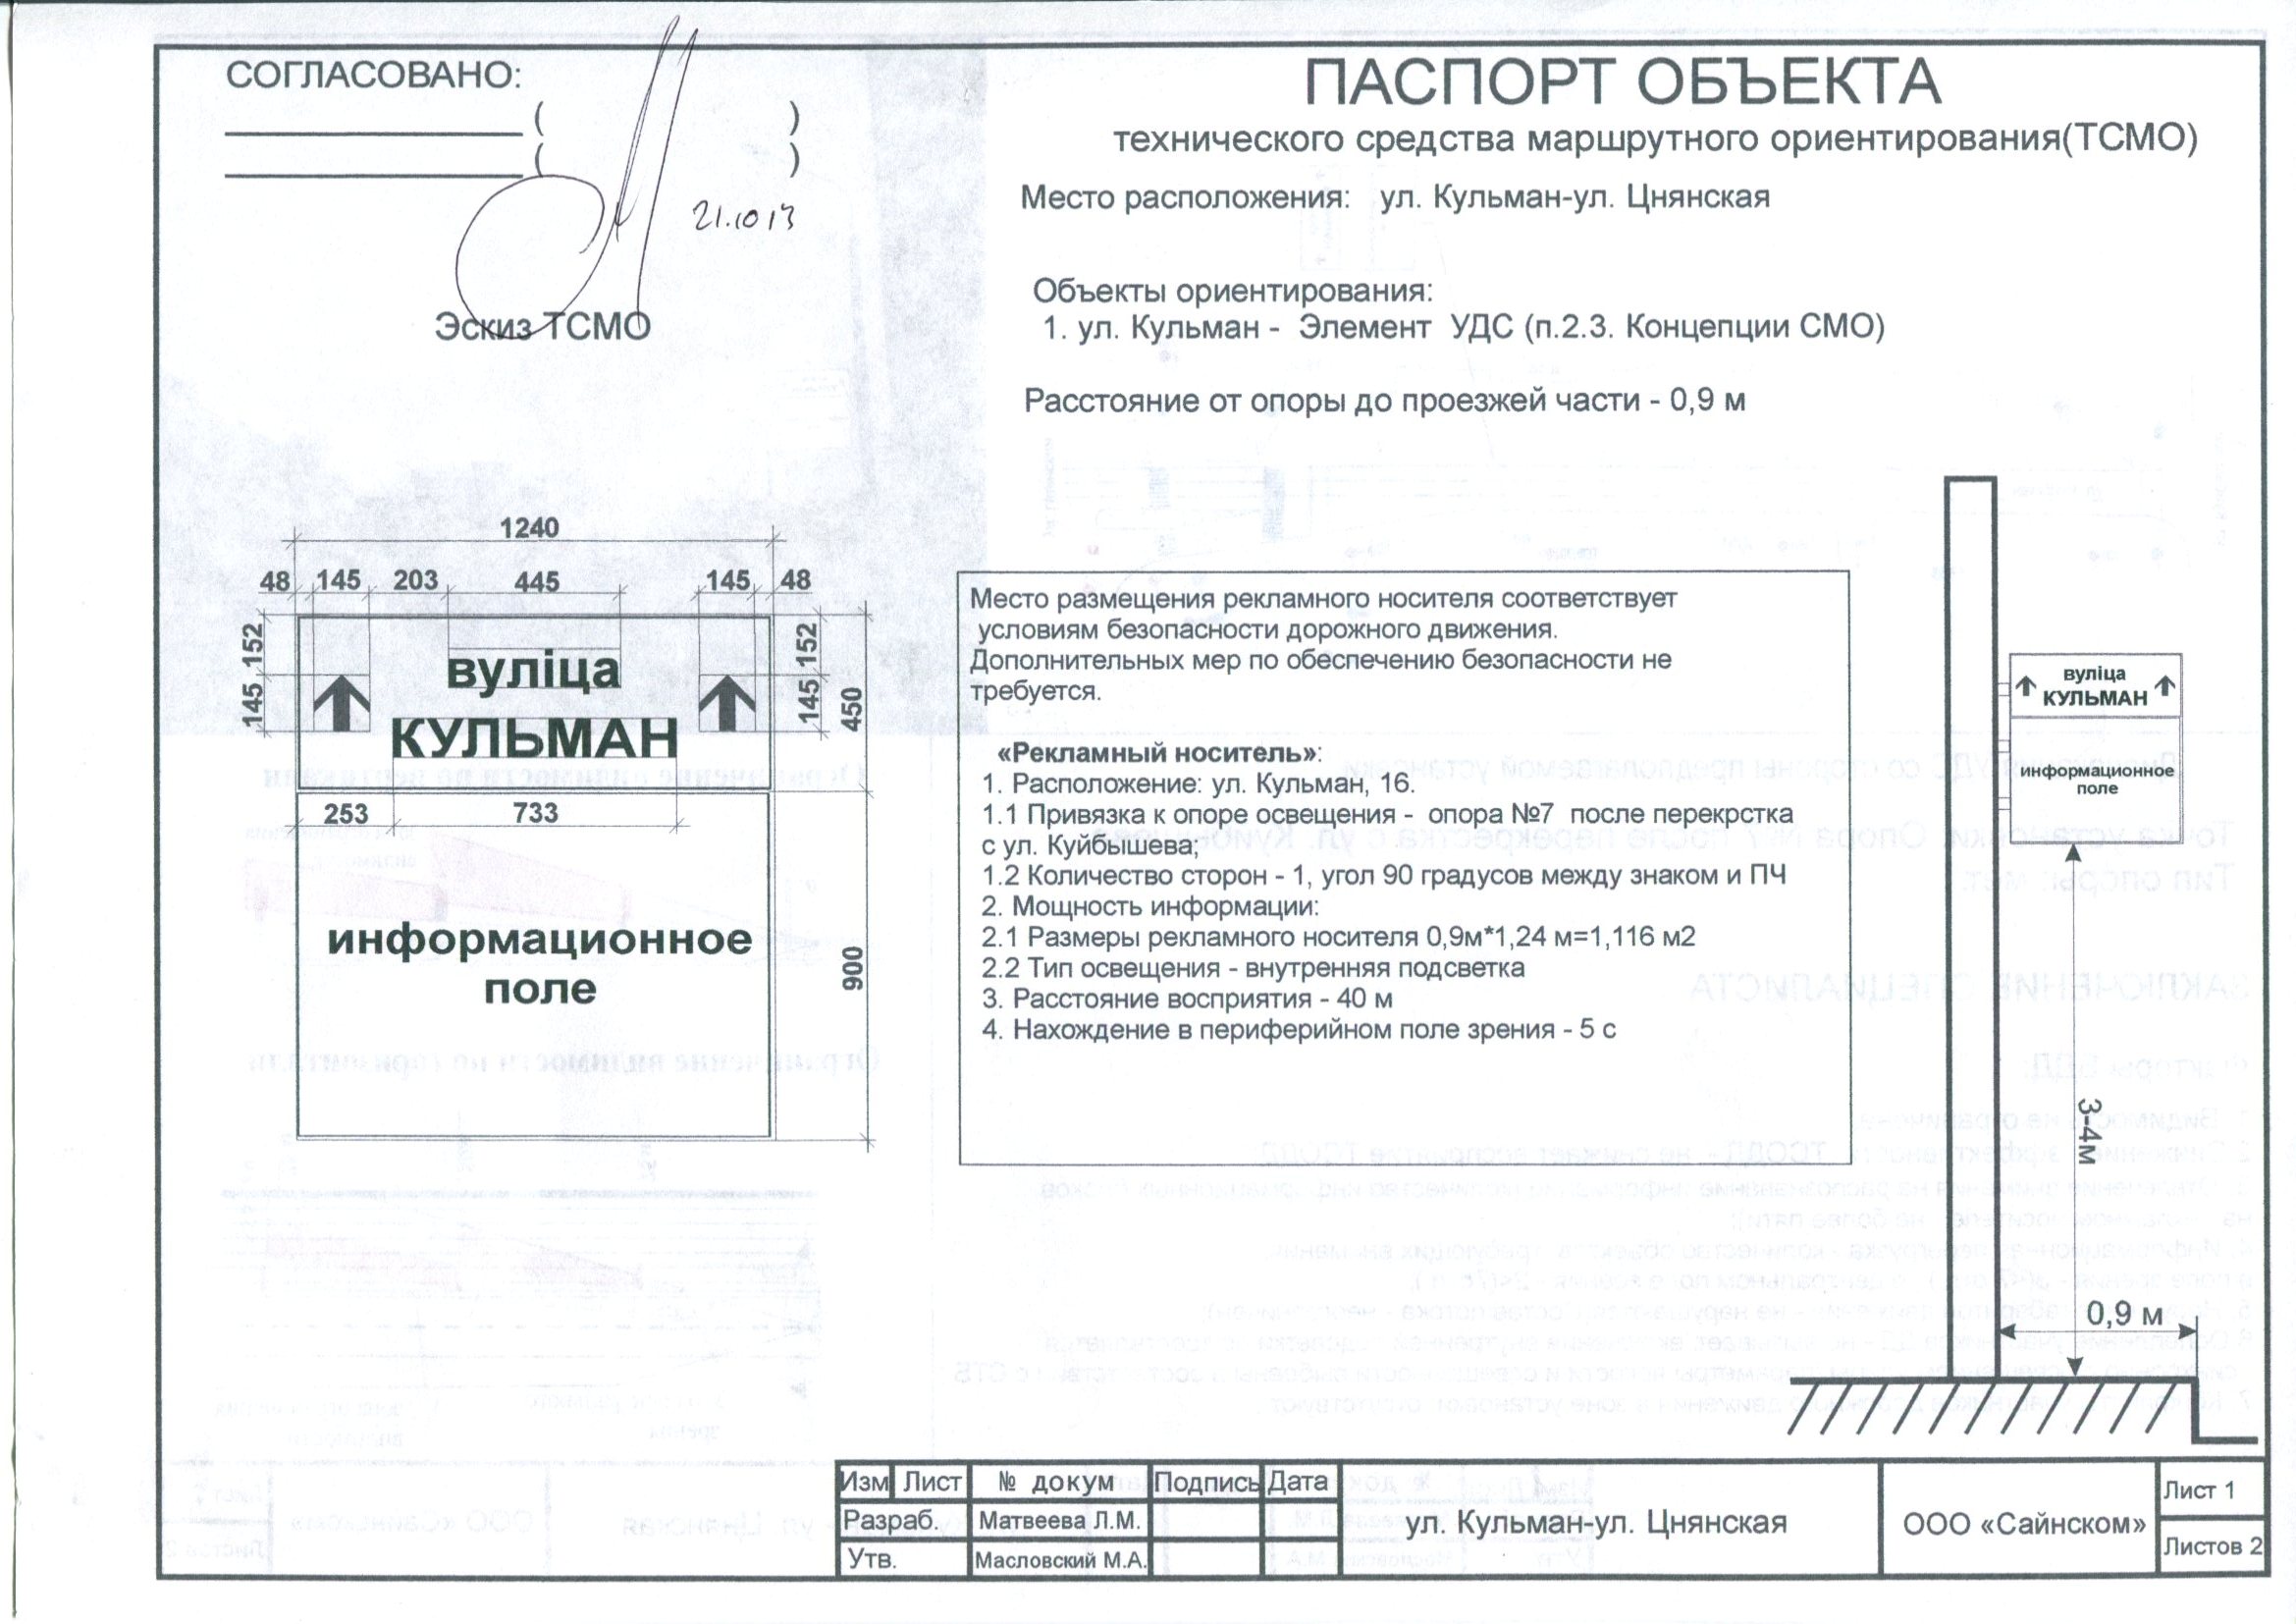 СОГЛАСОВАНО:
( )
( )
21.10 13
Эскиз ТСМО
ПАСПОРТ ОБЪЕКТА
технического средства маршрутного ориентирования(ТСМО)
Место расположения: ул. Кульман-ул. Цнянская
Объекты ориентирования:
1. ул. Кульман - Элемент УДС (п.2.3. Концепции СМО)
Расстояние от опоры до проезжей части - 0,9 м
1240
48 145 203 445 145 48
152 152
145 145 450
вуліца
КУЛЬМАН
253 733
информационное
поле
900
Место размещения рекламного носителя соответствует
условиям безопасности дорожного движения.
Дополнительных мер по обеспечению безопасности не
требуется.
«Рекламный носитель»:
1. Расположение: ул. Кульман, 16.
1.1 Привязка к опоре освещения - опора №7 после перекрстка
с ул. Куйбышева;
1.2 Количество сторон - 1, угол 90 градусов между знаком и ПЧ
2. Мощность информации:
2.1 Размеры рекламного носителя 0,9м*1,24 м=1,116 м2
2.2 Тип освещения - внутренняя подсветка
3. Расстояние восприятия - 40 м
4. Нахождение в периферийном поле зрения - 5 с
вуліца
КУЛЬМАН
информационное
поле
3-4м
0,9 м
Изм Лист № докум Подпись Дата
Разраб. Матвеева Л.М.
Утв. Масловский М.А.
ул. Кульман-ул. Цнянская
ООО «Сайнском»
Лист 1
Листов 2